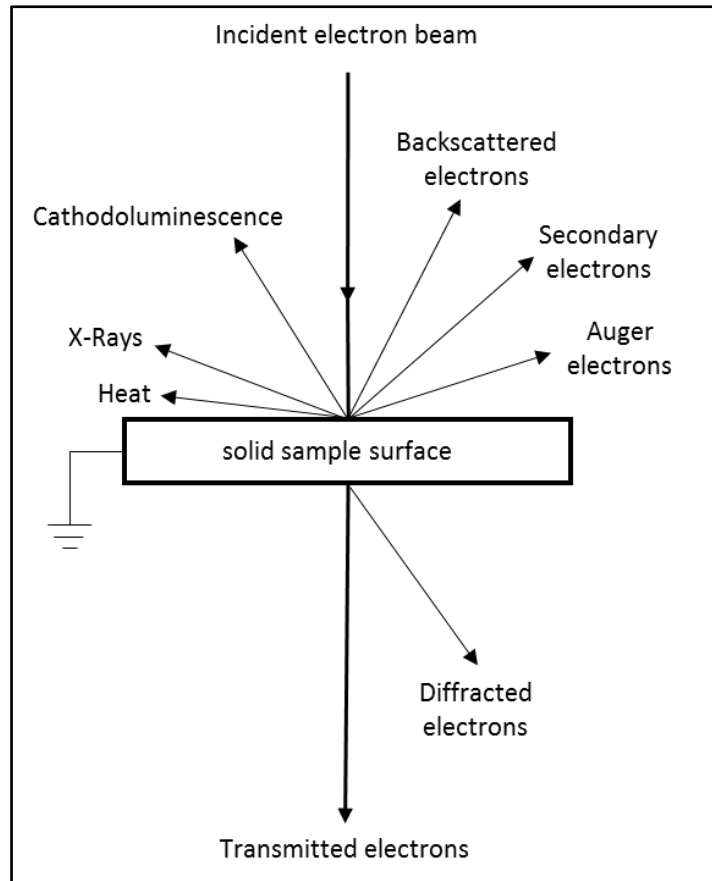 Incident electron beam
Backscattered
electrons
Cathodoluminescence
Secondary
electrons
X-Rays
Auger
electrons
Heat
solid sample surface
Diffracted
electrons
Transmitted electrons